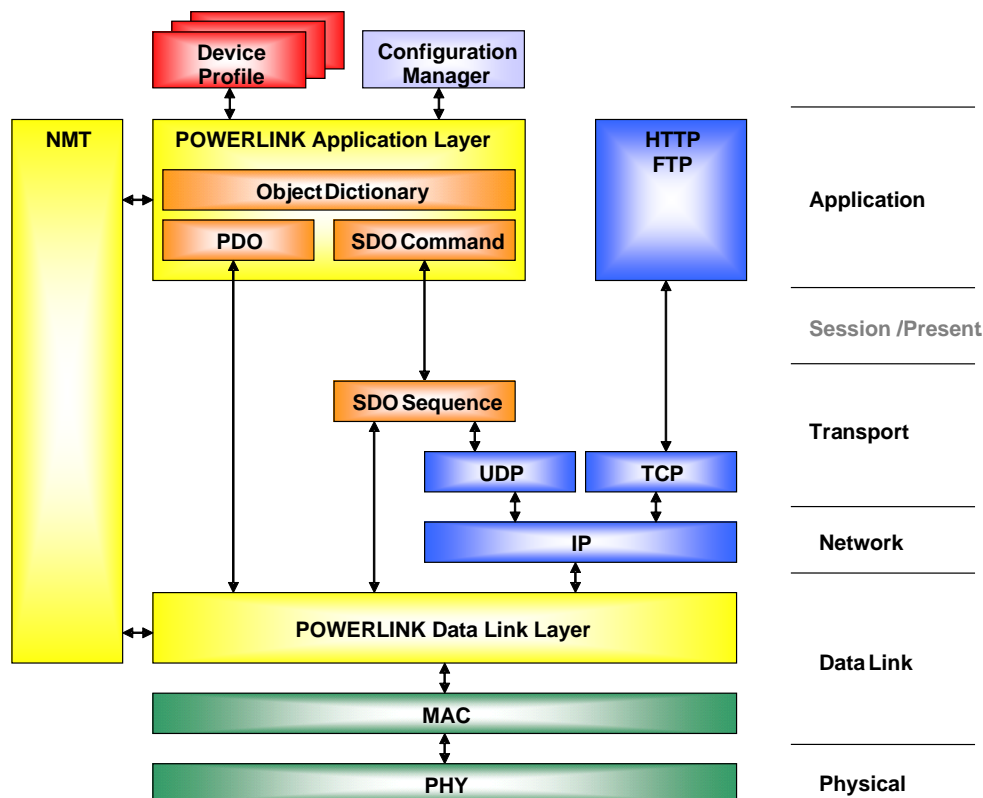 Device
Profile
Configuration
Manager
NMT
POWERLINK Application Layer
HTTP
FTP
Object Dictionary
Application
PDO
SDO Command
Session /Present
SDO Sequence
Transport
UDP
TCP
IP
Network
POWERLINK Data Link Layer
Data Link
MAC
PHY
Physical